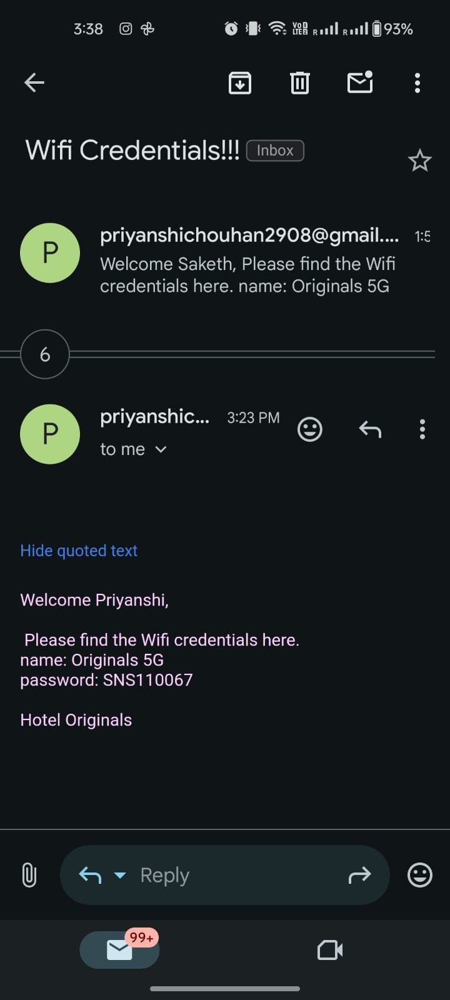 3:38 VoD LTE2 R R 93%
Wifi Credentials!!! Inbox
P priyanshichouhan2908@gmail.... 1:5
Welcome Saketh, Please find the Wifi
credentials here. name: Originals 5G
6
P priyanshic... 3:23 PM
to me
Hide quoted text
Welcome Priyanshi,
Please find the Wifi credentials here.
name: Originals 5G
password: SNS110067
Hotel Originals
Reply
99+